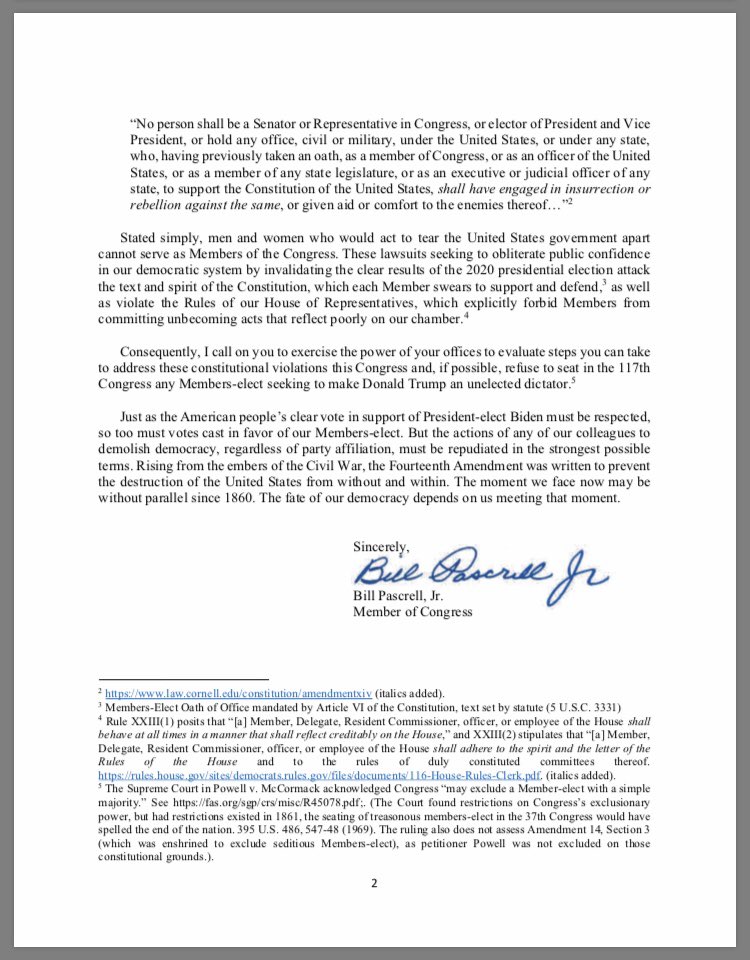 “No person shall be a Senator or Representative in Congress, or elector of President and Vice
President, or hold any office, civil or military, under the United States, or under any state,
who, having previously taken an oath, as a member of Congress, or as an officer of the United
States, or as a member of any state legislature, or as an executive or judicial officer of any
state, to support the Constitution of the United States, shall have engaged in insurrection or
rebellion against the same, or given aid or comfort to the enemies thereof…”2
Stated simply, men and women who would act to tear the United States government apart
cannot serve as Members of the Congress. These lawsuits seeking to obliterate public confidence
in our democratic system by invalidating the clear results of the 2020 presidential election attack
the text and spirit of the Constitution, which each Member swears to support and defend,3 as well
as violate the Rules of our House of Representatives, which explicitly forbid Members from
committing unbecoming acts that reflect poorly on our chamber.4
Consequently, I call on you to exercise the power of your offices to evaluate steps you can take
to address these constitutional violations this Congress and, if possible, refuse to seat in the 117th
Congress any Members-elect seeking to make Donald Trump an unelected dictator.5
Just as the American people’s clear vote in support of President-elect Biden must be respected,
so too must votes cast in favor of our Members-elect. But the actions of any of our colleagues to
demolish democracy, regardless of party affiliation, must be repudiated in the strongest possible
terms. Rising from the embers of the Civil War, the Fourteenth Amendment was written to prevent
the destruction of the United States from without and within. The moment we face now may be
without parallel since 1860. The fate of our democracy depends on us meeting that moment.
Sincerely,
Bill Pascrell Jr
Bill Pascrell, Jr.
Member of Congress
2 https://www.law.cornell.edu/constitution/amendmentxiv (italics added).
3 Members-Elect Oath of Office mandated by Article VI of the Constitution, text set by statute (5 U.S.C. 3331)
4 Rule XXIII(1) posits that “[a] Member, Delegate, Resident Commissioner, officer, or employee of the House shall
behave at all times in a manner that shall reflect creditably on the House,” and XXIII(2) stipulates that “[a] Member,
Delegate, Resident Commissioner, officer, or employee of the House shall adhere to the spirit and the letter of the
Rules of the House and to the rules of duly constituted committees thereof.
https://rules.house.gov/sites/democrats.rules.gov/files/documents/116-House-Rules-Clerk.pdf. (italics added).
5 The Supreme Court in Powell v. McCormack acknowledged Congress “may exclude a Member-elect with a simple
majority.” See https://fas.org/sgp/crs/misc/R45078.pdf;. (The Court found restrictions on Congress’s exclusionary
power, but had restrictions existed in 1861, the seating of treasonous members-elect in the 37th Congress would have
spelled the end of the nation. 395 U.S. 486, 547-48 (1969). The ruling also does not assess Amendment 14, Section 3
(which was enshrined to exclude seditious Members-elect), as petitioner Powell was not excluded on those
constitutional grounds.).
2